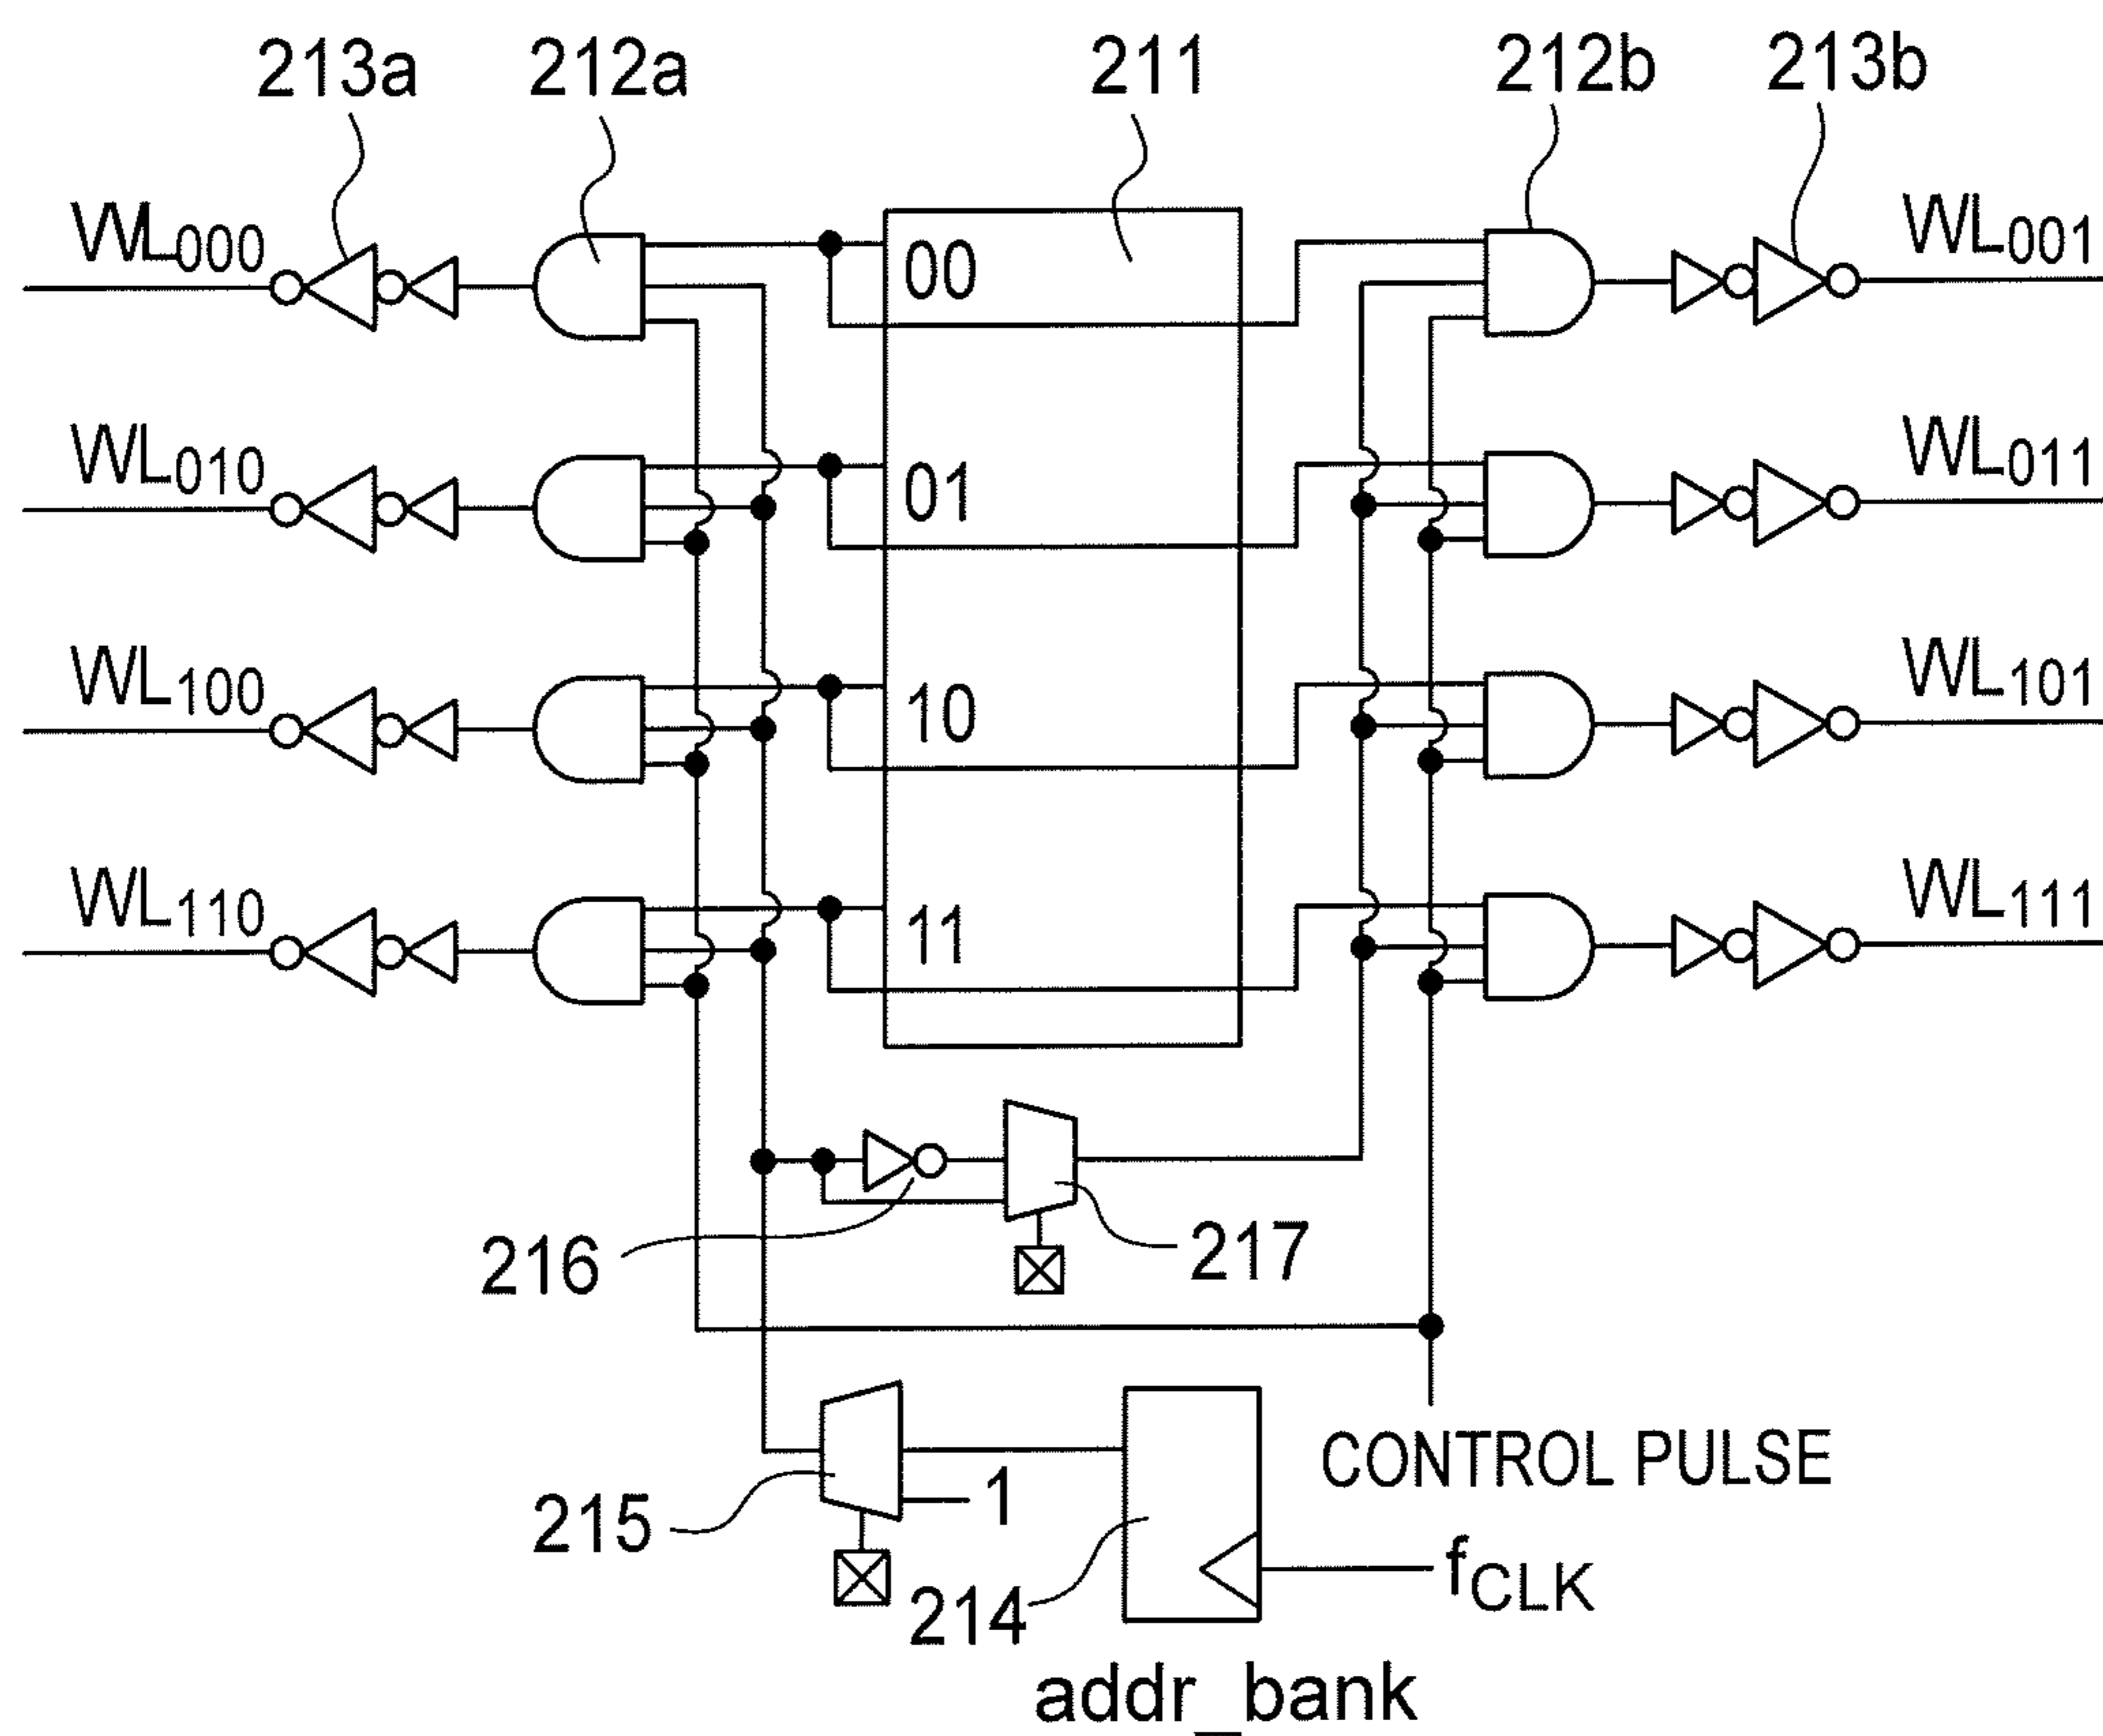 213a 212a 211 212b 213b
WL000 00 WL001
WL010 01 WL011
WL100 10 WL101
WL110 11 WL111
216 217
CONTROL PULSE
215 1
214 fCLK
addr_bank